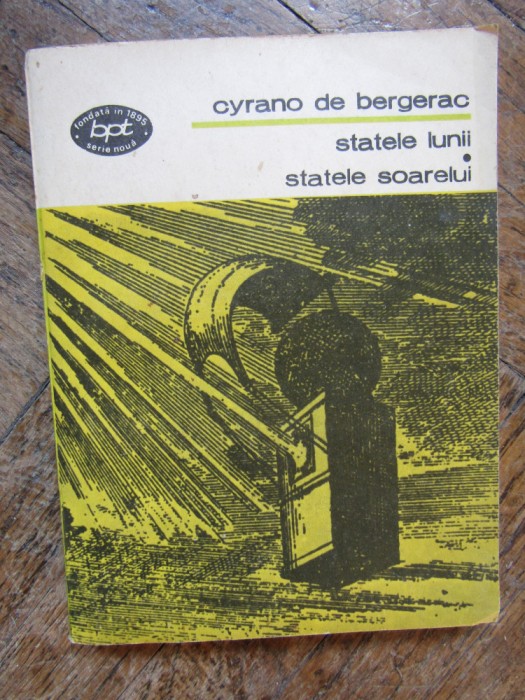 fondată în 1895
bpt
serie nouă
cyrano de bergerac
statele lunii
statele soarelui